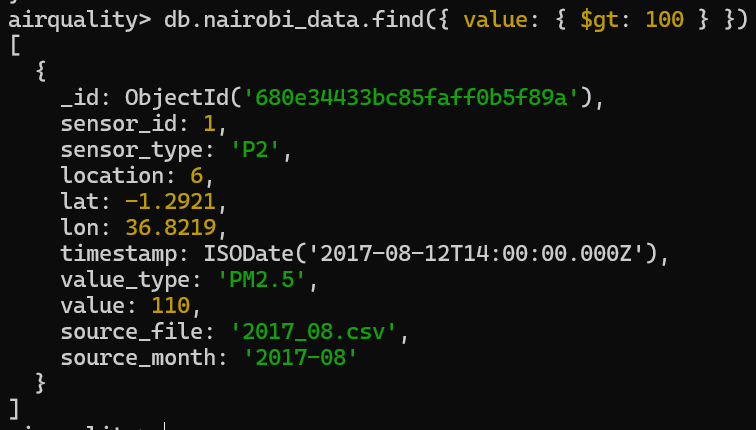 airquality> db.nairobi_data.find({ value: { $gt: 100 } })
[
  {
    _id: ObjectId('680e34433bc85faff0b5f89a'),
    sensor_id: 1,
    sensor_type: 'P2',
    location: 6,
    lat: -1.2921,
    lon: 36.8219,
    timestamp: ISODate('2017-08-12T14:00:00.000Z'),
    value_type: 'PM2.5',
    value: 110,
    source_file: '2017_08.csv',
    source_month: '2017-08'
  }
]